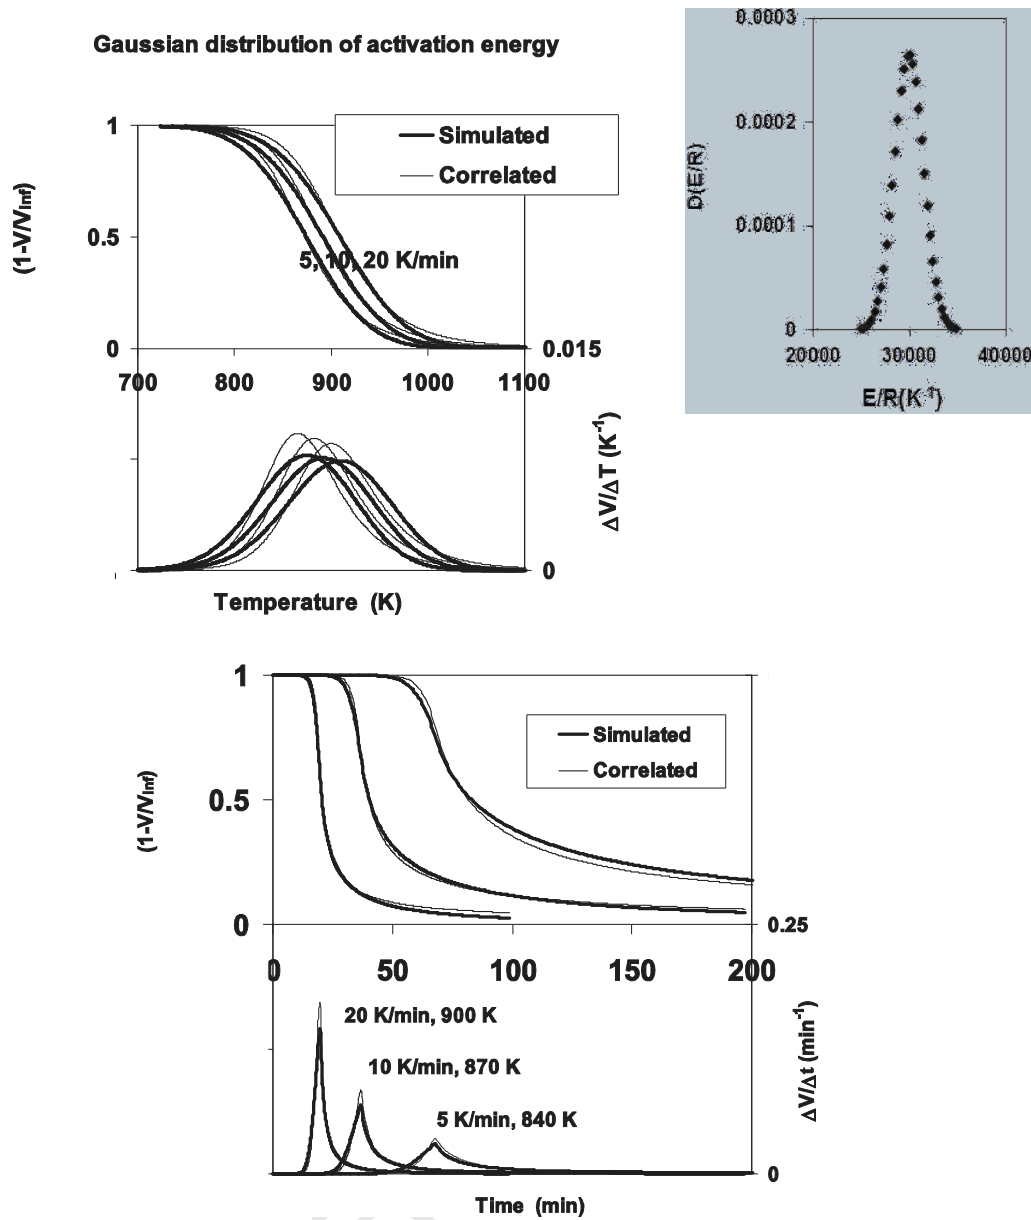 Gaussian distribution of activation energy
1
0.5
0
(1-V/Vinf)
Simulated
Correlated
5, 10, 20 K/min
700
800
900
1000
1100
0.015
0
ΔV/ΔT (K⁻¹)
Temperature (K)
0.0003
0.0002
0.0001
0
D(E/R)
20000
30000
40000
E/R(K⁻¹)
1
0.5
0
(1-V/Vinf)
Simulated
Correlated
0
50
100
150
200
0.25
0
20 K/min, 900 K
10 K/min, 870 K
5 K/min, 840 K
ΔV/Δt (min⁻¹)
Time (min)